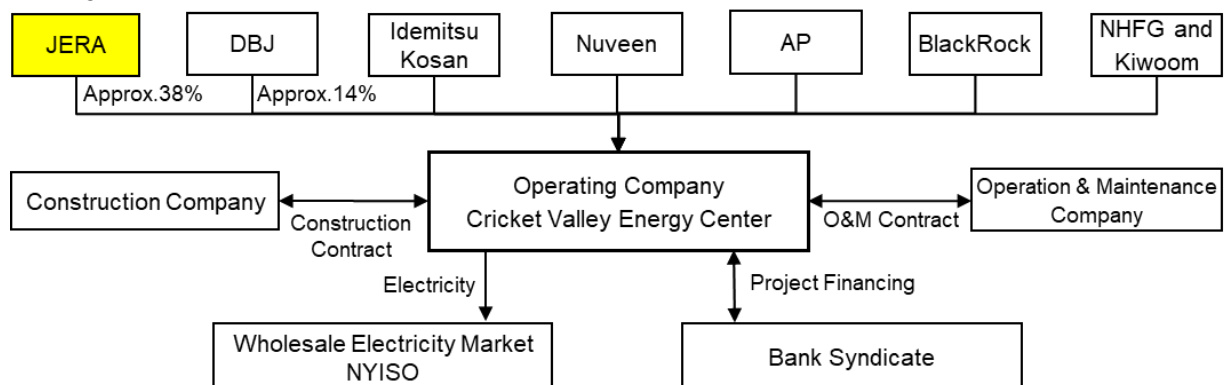 JERA
DBJ
Idemitsu
Kosan
Nuveen
AP
BlackRock
NHFG and
Kiwoom
Approx.38%
Approx.14%
Construction Company
Construction
Contract
Operating Company
Cricket Valley Energy Center
O&M Contract
Operation & Maintenance
Company
Electricity
Project Financing
Wholesale Electricity Market
NYISO
Bank Syndicate